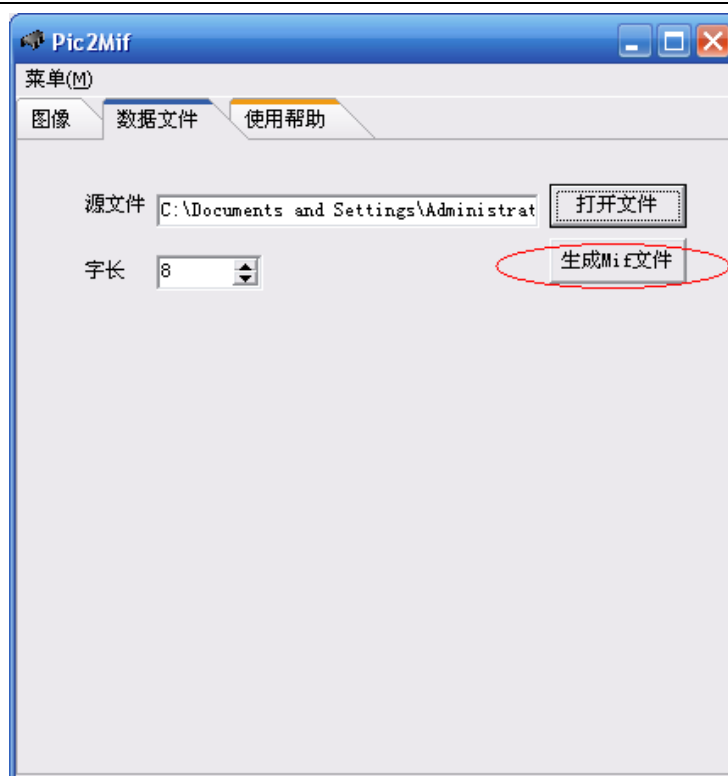 Pic2Mif
菜单(M)
图像 数据文件 使用帮助
源文件 C:\Documents and Settings\Administrat 打开文件
字长 8 生成Mif文件